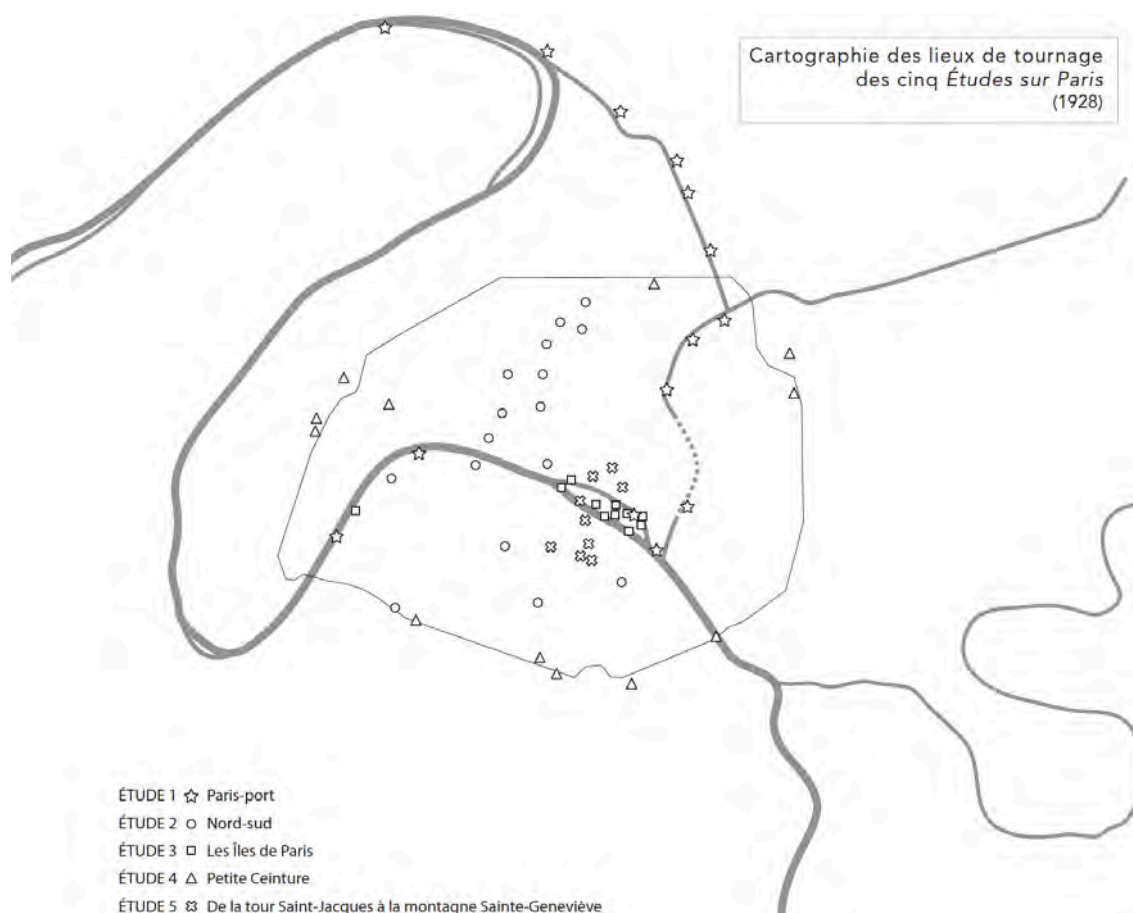 Cartographie des lieux de tournage
des cinq Études sur Paris
(1928)
ÉTUDE 1 Paris-port
ÉTUDE 2 Nord-sud
ÉTUDE 3 Les Îles de Paris
ÉTUDE 4 Petite Ceinture
ÉTUDE 5 De la tour Saint-Jacques à la montagne Sainte-Geneviève